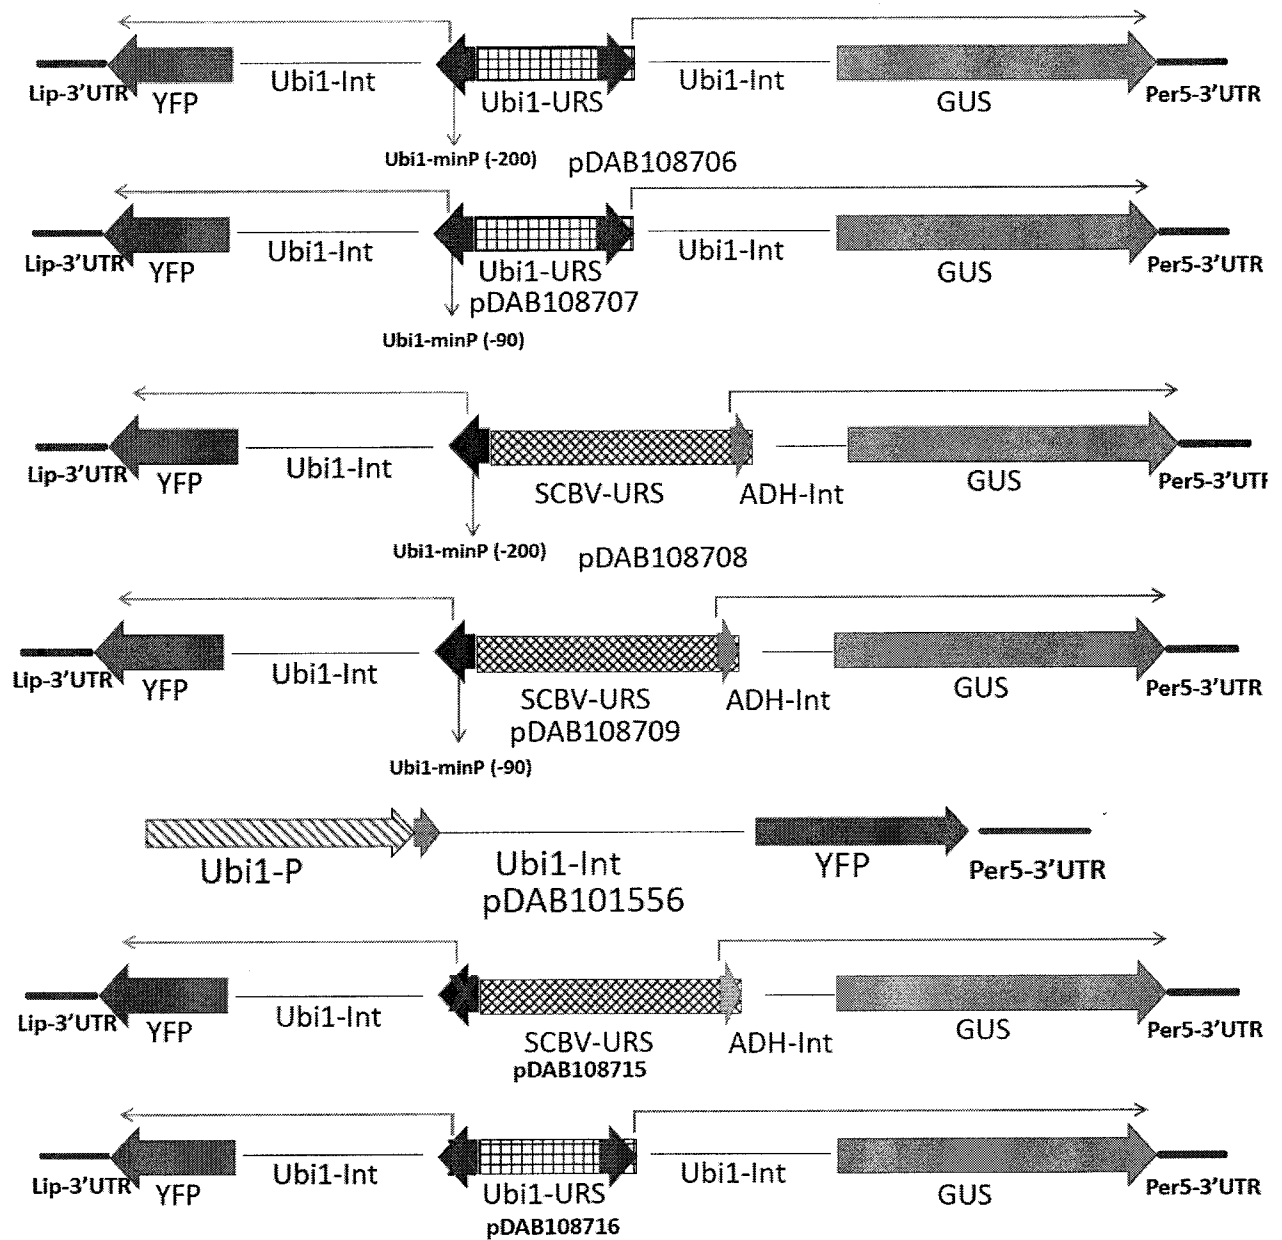 Lip-3'UTR YFP Ubi1-Int Ubi1-URS Ubi1-Int GUS Per5-3'UTR
Ubi1-minP (-200) pDAB108706
Lip-3'UTR YFP Ubi1-Int Ubi1-URS Ubi1-Int GUS Per5-3'UTR
pDAB108707
Ubi1-minP (-90)
Lip-3'UTR YFP Ubi1-Int SCBV-URS ADH-Int GUS Per5-3'UTR
Ubi1-minP (-200) pDAB108708
Lip-3'UTR YFP Ubi1-Int SCBV-URS ADH-Int GUS Per5-3'UTR
pDAB108709
Ubi1-minP (-90)
Ubi1-P Ubi1-Int YFP Per5-3'UTR
pDAB101556
Lip-3'UTR YFP Ubi1-Int SCBV-URS ADH-Int GUS Per5-3'UTR
pDAB108715
Lip-3'UTR YFP Ubi1-Int Ubi1-URS Ubi1-Int GUS Per5-3'UTR
pDAB108716